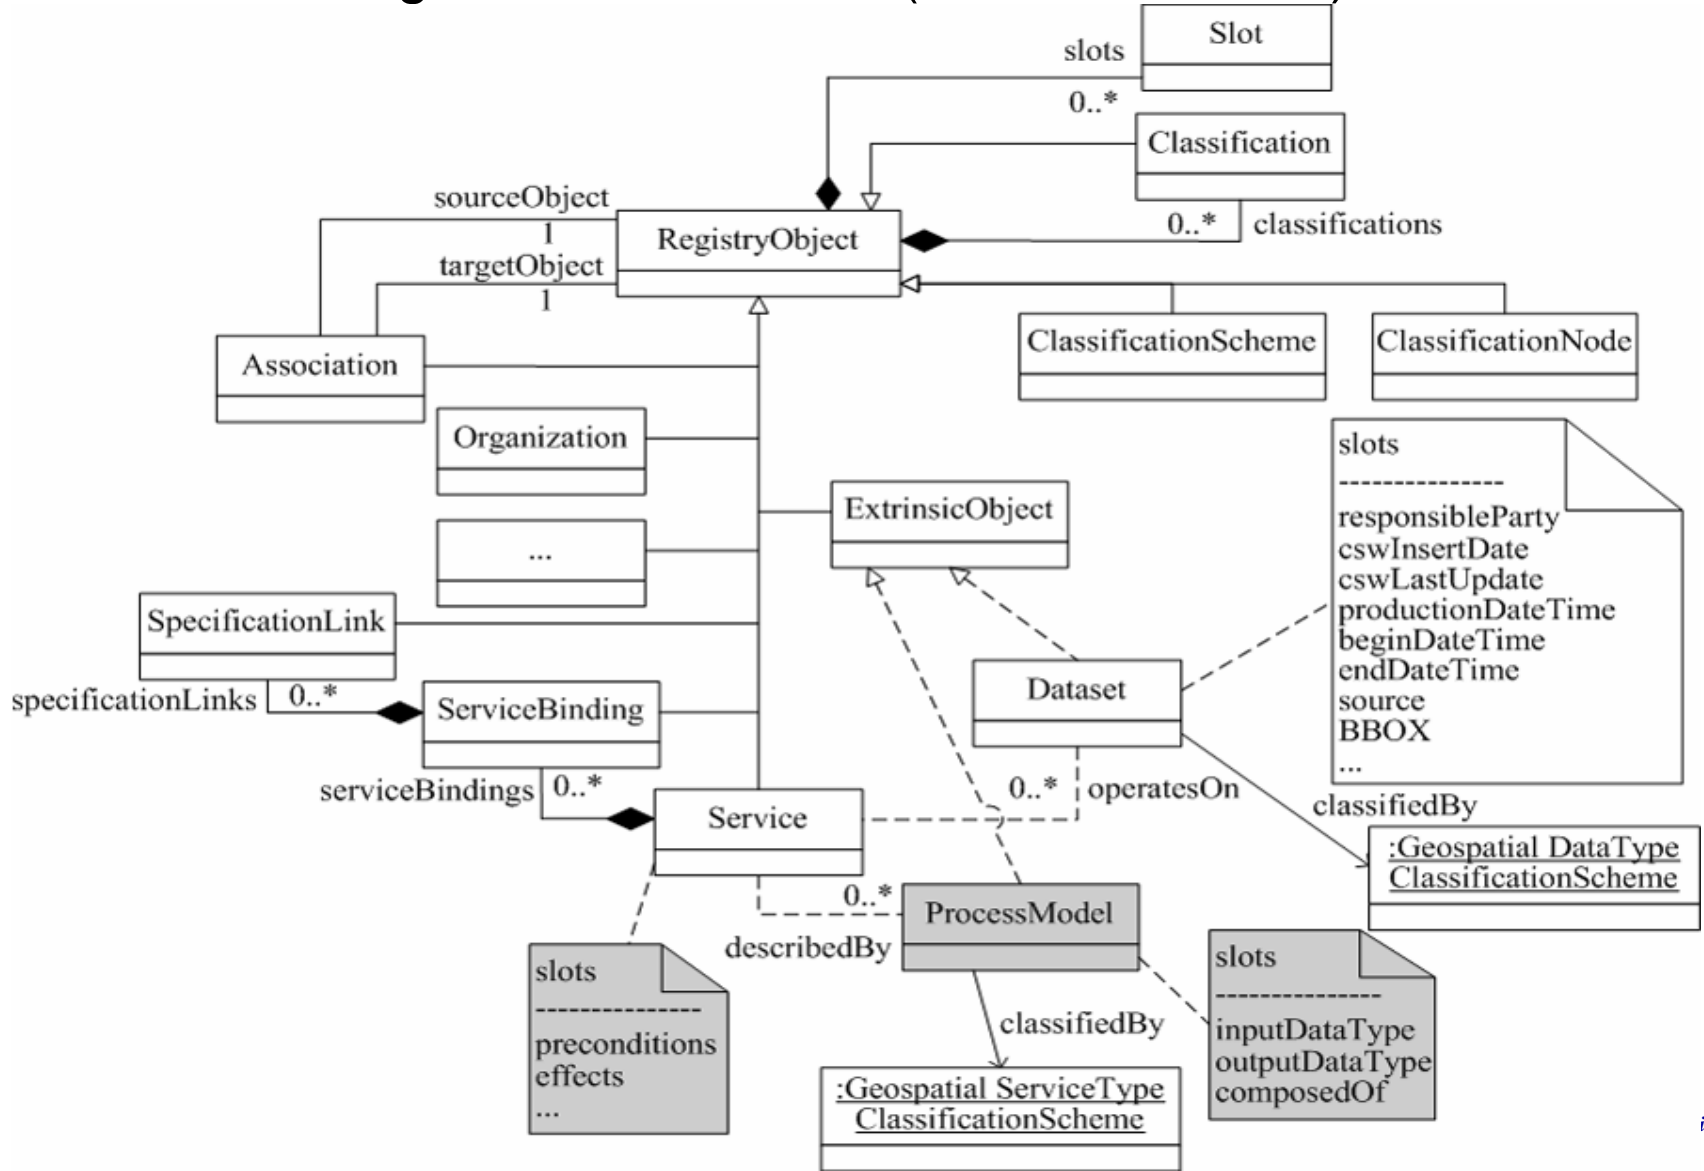 Slot
slots
0..*
Classification
sourceObject
1
0..*
classifications
RegistryObject
targetObject
1
ClassificationScheme
ClassificationNode
Association
Organization
slots
---------------
responsibleParty
cswInsertDate
cswLastUpdate
productionDateTime
beginDateTime
endDateTime
source
BBOX
...
ExtrinsicObject
...
SpecificationLink
specificationLinks
0..*
ServiceBinding
Dataset
serviceBindings
0..*
0..*
operatesOn
Service
classifiedBy
:Geospatial DataType
ClassificationScheme
0..*
describedBy
ProcessModel
slots
---------------
preconditions
effects
...
slots
---------------
inputDataType
outputDataType
composedOf
classifiedBy
:Geospatial ServiceType
ClassificationScheme